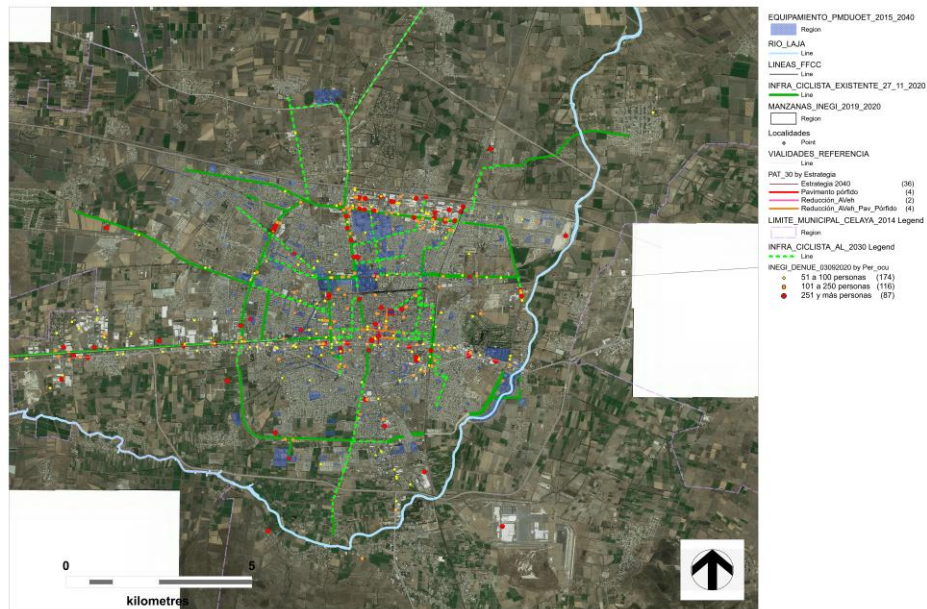 EQUIPAMIENTO_PMDUOET_2015_2040
Region
RIO_LAJA
Line
LINEAS_FFCC
Line
INFRA_CICLISTA_EXISTENTE_27_11_2020
Line
MANZANAS_INEGI_2019_2020
Region
Localidades
Point
VIALIDADES_REFERENCIA
Line
PAT_30 by Estrategia
Estrategia 2040 (36)
Pavimento pórfido (4)
Reducción_AVeh (2)
Reducción_AVeh_Pav_Pórfido (4)
LIMITE_MUNICIPAL_CELAYA_2014 Legend
Region
INFRA_CICLISTA_AL_2030 Legend
Line
INEGI_DENUE_03092020 by Per_ocu
51 a 100 personas (174)
101 a 250 personas (116)
251 y más personas (87)
0 5
kilometres